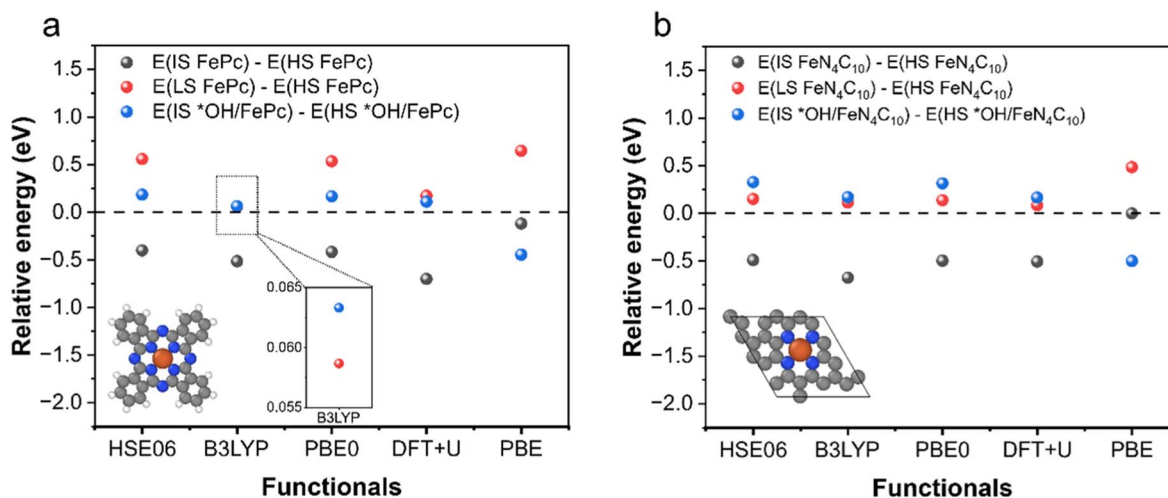 a
E(IS FePc) - E(HS FePc)
E(LS FePc) - E(HS FePc)
E(IS *OH/FePc) - E(HS *OH/FePc)
Relative energy (eV)
1.5
1.0
0.5
0.0
−0.5
−1.0
−1.5
−2.0
0.065
0.060
0.055
B3LYP
HSE06 B3LYP PBE0 DFT+U PBE
Functionals
b
E(IS FeN₄C₁₀) - E(HS FeN₄C₁₀)
E(LS FeN₄C₁₀) - E(HS FeN₄C₁₀)
E(IS *OH/FeN₄C₁₀) - E(HS *OH/FeN₄C₁₀)
Relative energy (eV)
1.5
1.0
0.5
0.0
−0.5
−1.0
−1.5
−2.0
HSE06 B3LYP PBE0 DFT+U PBE
Functionals